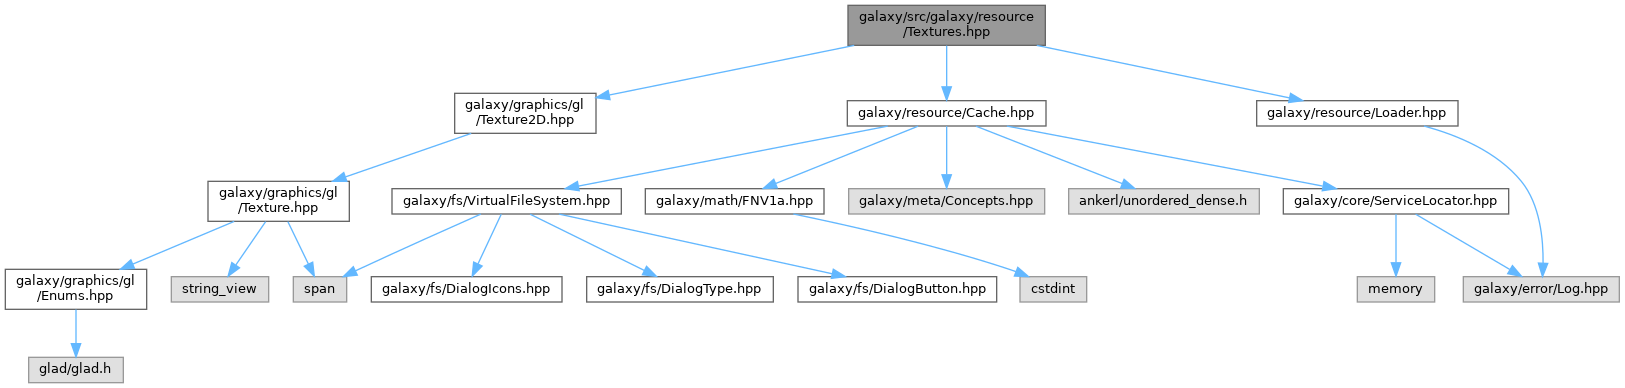 galaxy/src/galaxy/resource
/Textures.hpp
galaxy/graphics/gl
/Texture2D.hpp
galaxy/resource/Cache.hpp
galaxy/resource/Loader.hpp
galaxy/graphics/gl
/Texture.hpp
galaxy/fs/VirtualFileSystem.hpp
galaxy/math/FNV1a.hpp
galaxy/meta/Concepts.hpp
ankerl/unordered_dense.h
galaxy/core/ServiceLocator.hpp
galaxy/graphics/gl
/Enums.hpp
string_view
span
galaxy/fs/DialogIcons.hpp
galaxy/fs/DialogType.hpp
galaxy/fs/DialogButton.hpp
cstdint
memory
galaxy/error/Log.hpp
glad/glad.h